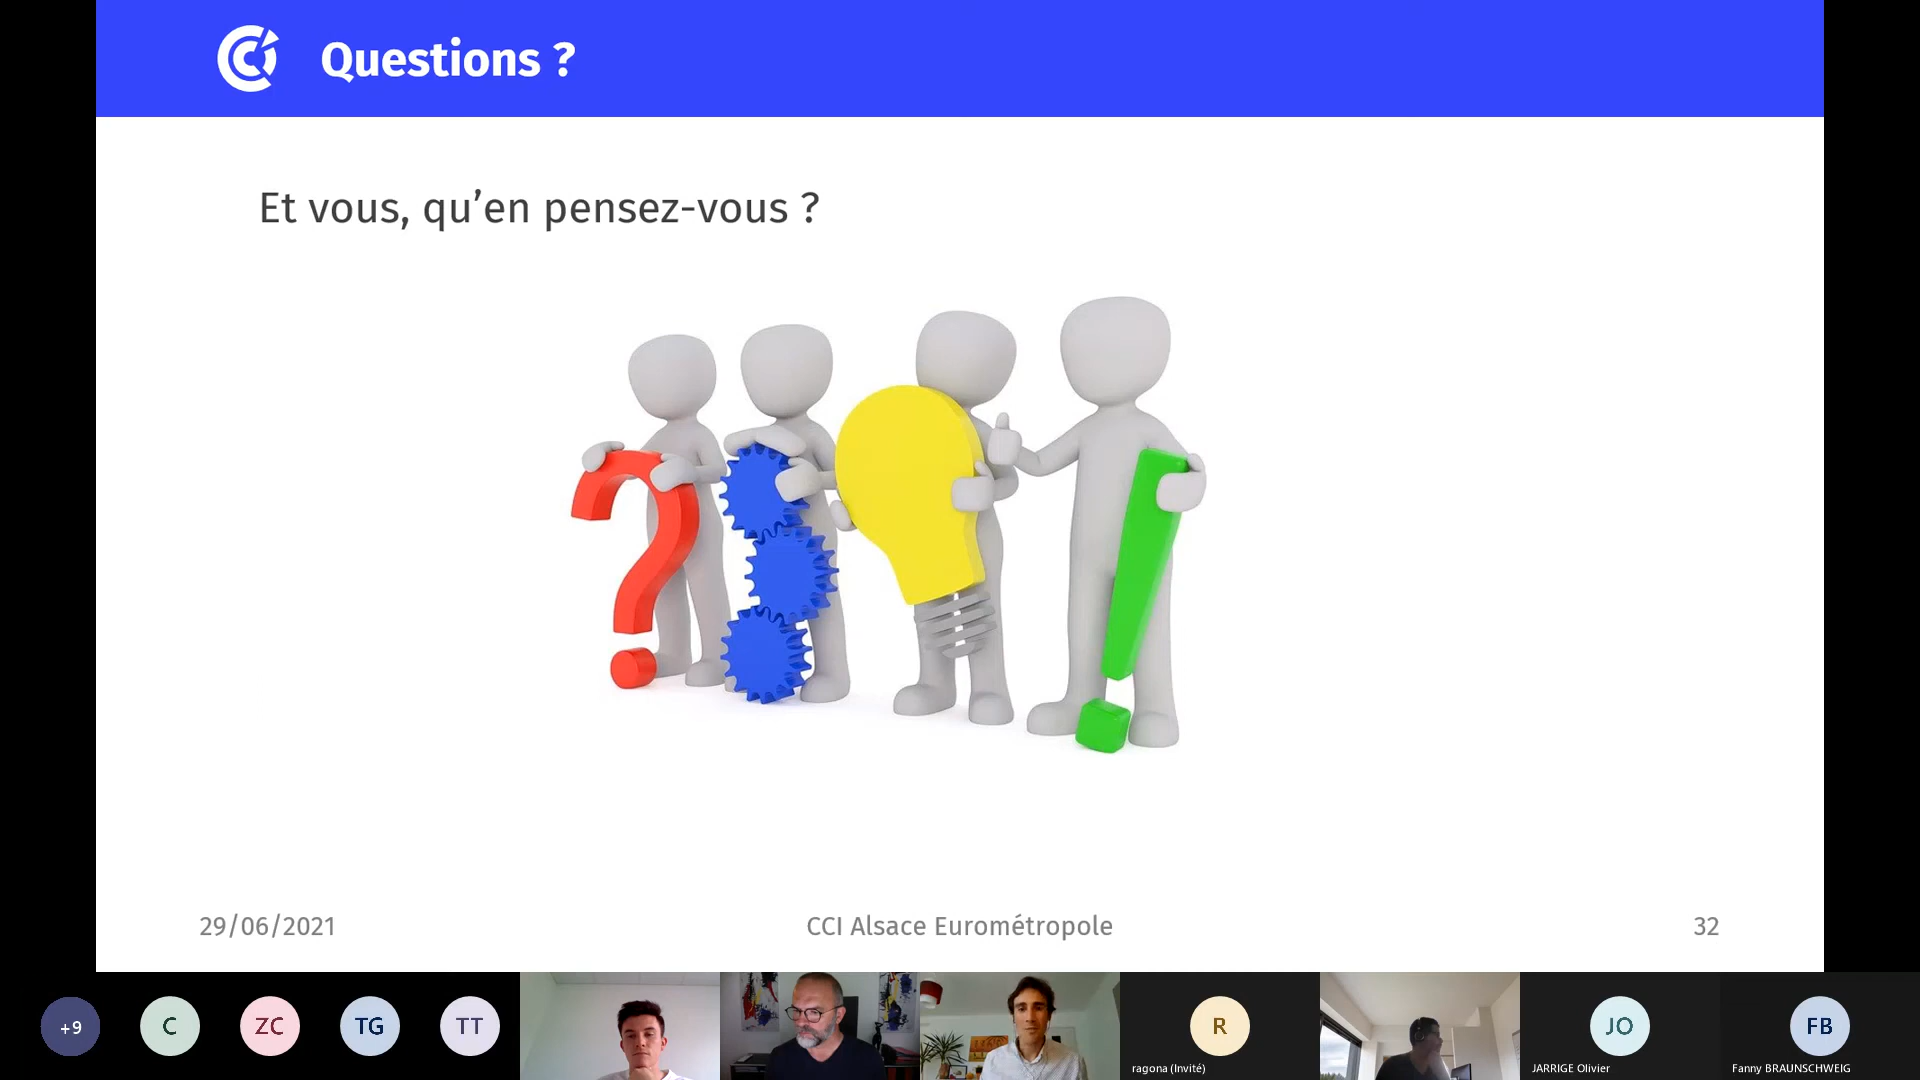 Questions ?
Et vous, qu’en pensez-vous ?
29/06/2021
CCI Alsace Eurométropole
32
+9
C
ZC
TG
TT
R
ragona (Invité)
JO
JARRIGE Olivier
FB
Fanny BRAUNSCHWEIG